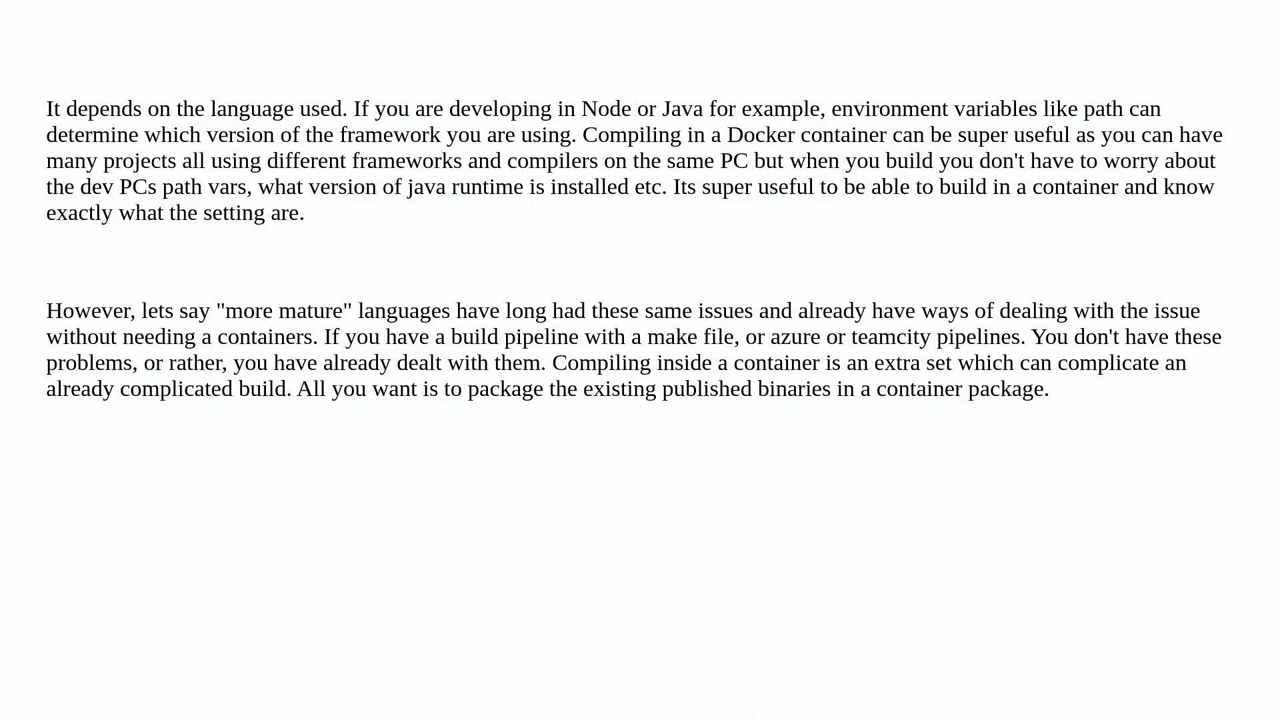 It depends on the language used. If you are developing in Node or Java for example, environment variables like path can
determine which version of the framework you are using. Compiling in a Docker container can be super useful as you can have
many projects all using different frameworks and compilers on the same PC but when you build you don't have to worry about
the dev PCs path vars, what version of java runtime is installed etc. Its super useful to be able to build in a container and know
exactly what the setting are.
However, lets say "more mature" languages have long had these same issues and already have ways of dealing with the issue
without needing a containers. If you have a build pipeline with a make file, or azure or teamcity pipelines. You don't have these
problems, or rather, you have already dealt with them. Compiling inside a container is an extra set which can complicate an
already complicated build. All you want is to package the existing published binaries in a container package.